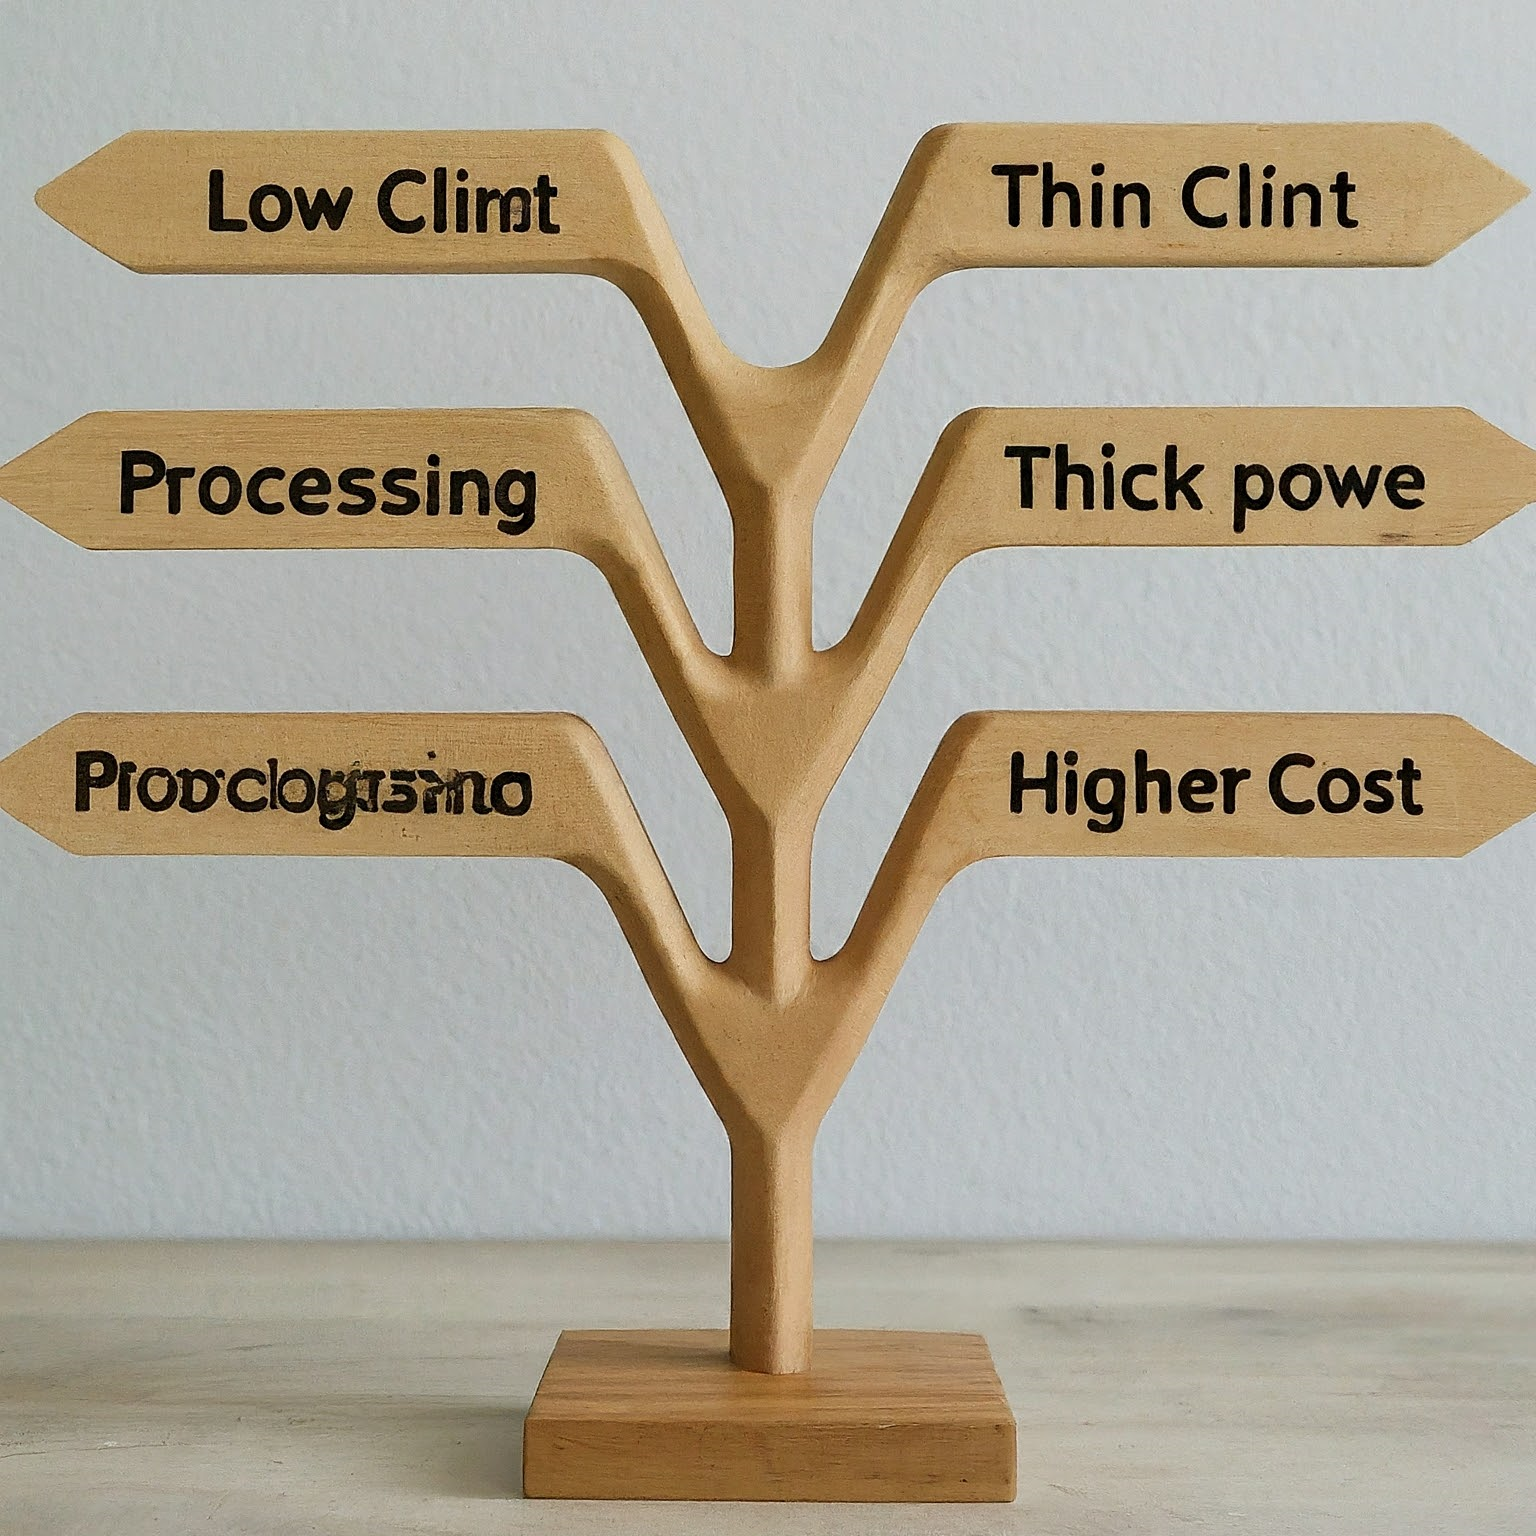 Low
Thin Clint
Processing
Thick powe
Higher Cost